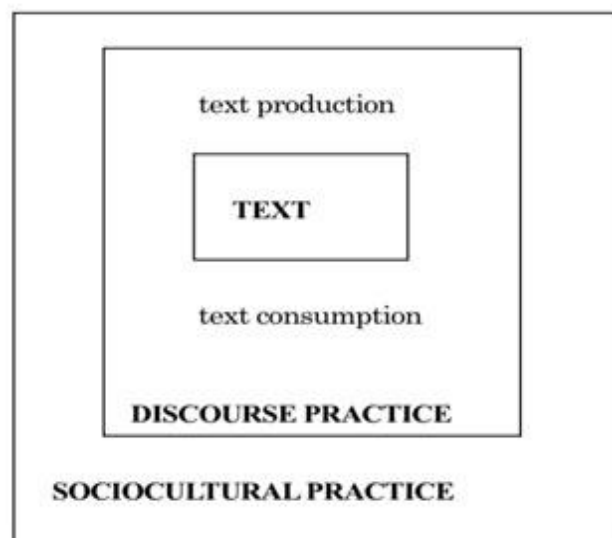 text production
TEXT
text consumption
DISCOURSE PRACTICE
SOCIOCULTURAL PRACTICE